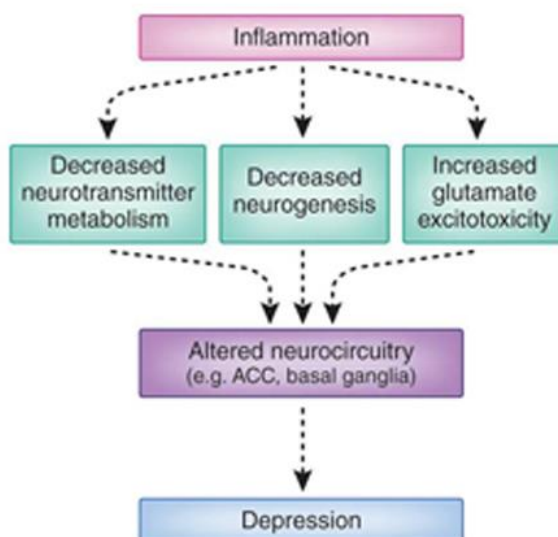 Inflammation
Decreased
neurotransmitter
metabolism
Decreased
neurogenesis
Increased
glutamate
excitotoxicity
Altered neurocircuitry
(e.g. ACC, basal ganglia)
Depression